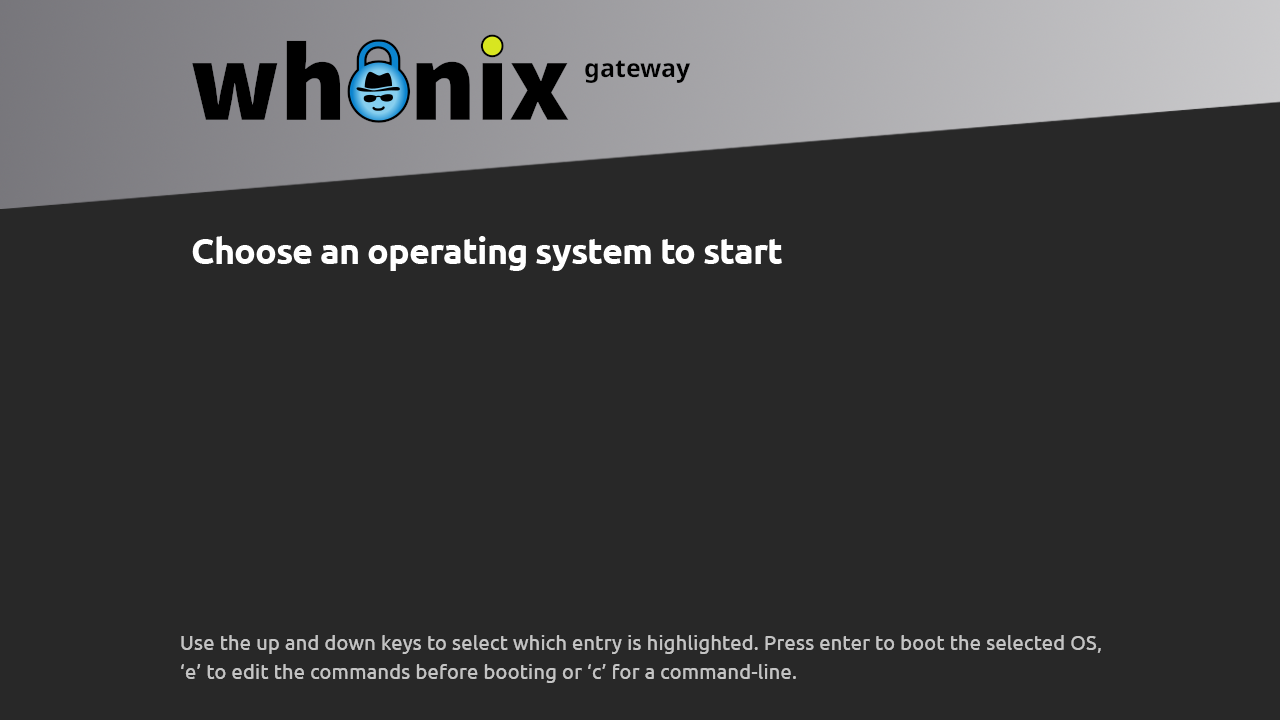 whonix gateway
Choose an operating system to start
Use the up and down keys to select which entry is highlighted. Press enter to boot the selected OS,
‘e’ to edit the commands before booting or ‘c’ for a command-line.